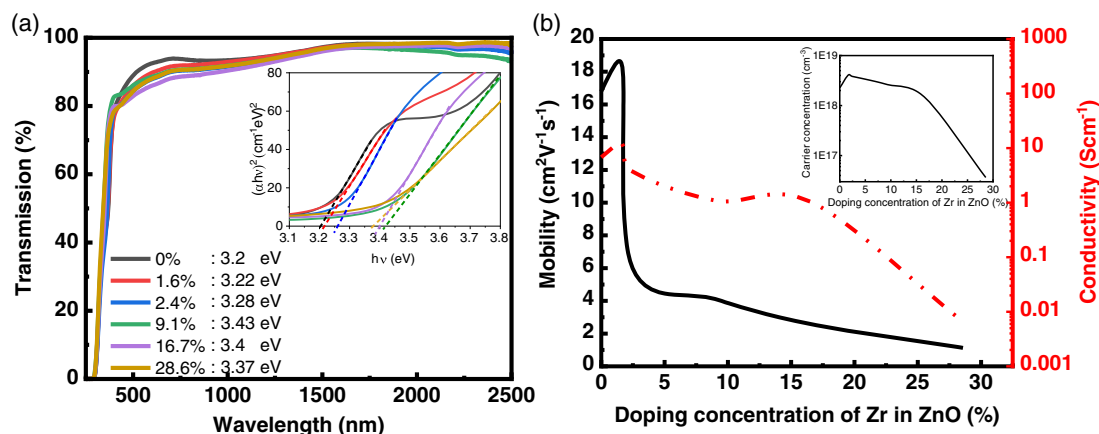 (a)
100
80
60
40
20
0
Transmission (%)
500 1000 1500 2000 2500
Wavelength (nm)
0% : 3.2 eV
1.6% : 3.22 eV
2.4% : 3.28 eV
9.1% : 3.43 eV
16.7% : 3.4 eV
28.6% : 3.37 eV
80
60
40
20
0
(αhν)² (cm⁻¹eV)²
3.1 3.2 3.3 3.4 3.5 3.6 3.7 3.8
hν (eV)
(b)
20
18
16
14
12
10
8
6
4
2
0
Mobility (cm²V⁻¹s⁻¹)
0 5 10 15 20 25 30
Doping concentration of Zr in ZnO (%)
1000
100
10
1
0.1
0.01
0.001
Conductivity (Scm⁻¹)
1E19
1E18
1E17
Carrier concentration (cm⁻³)
0 5 10 15 20 25 30
Doping concentration of Zr in ZnO (%)